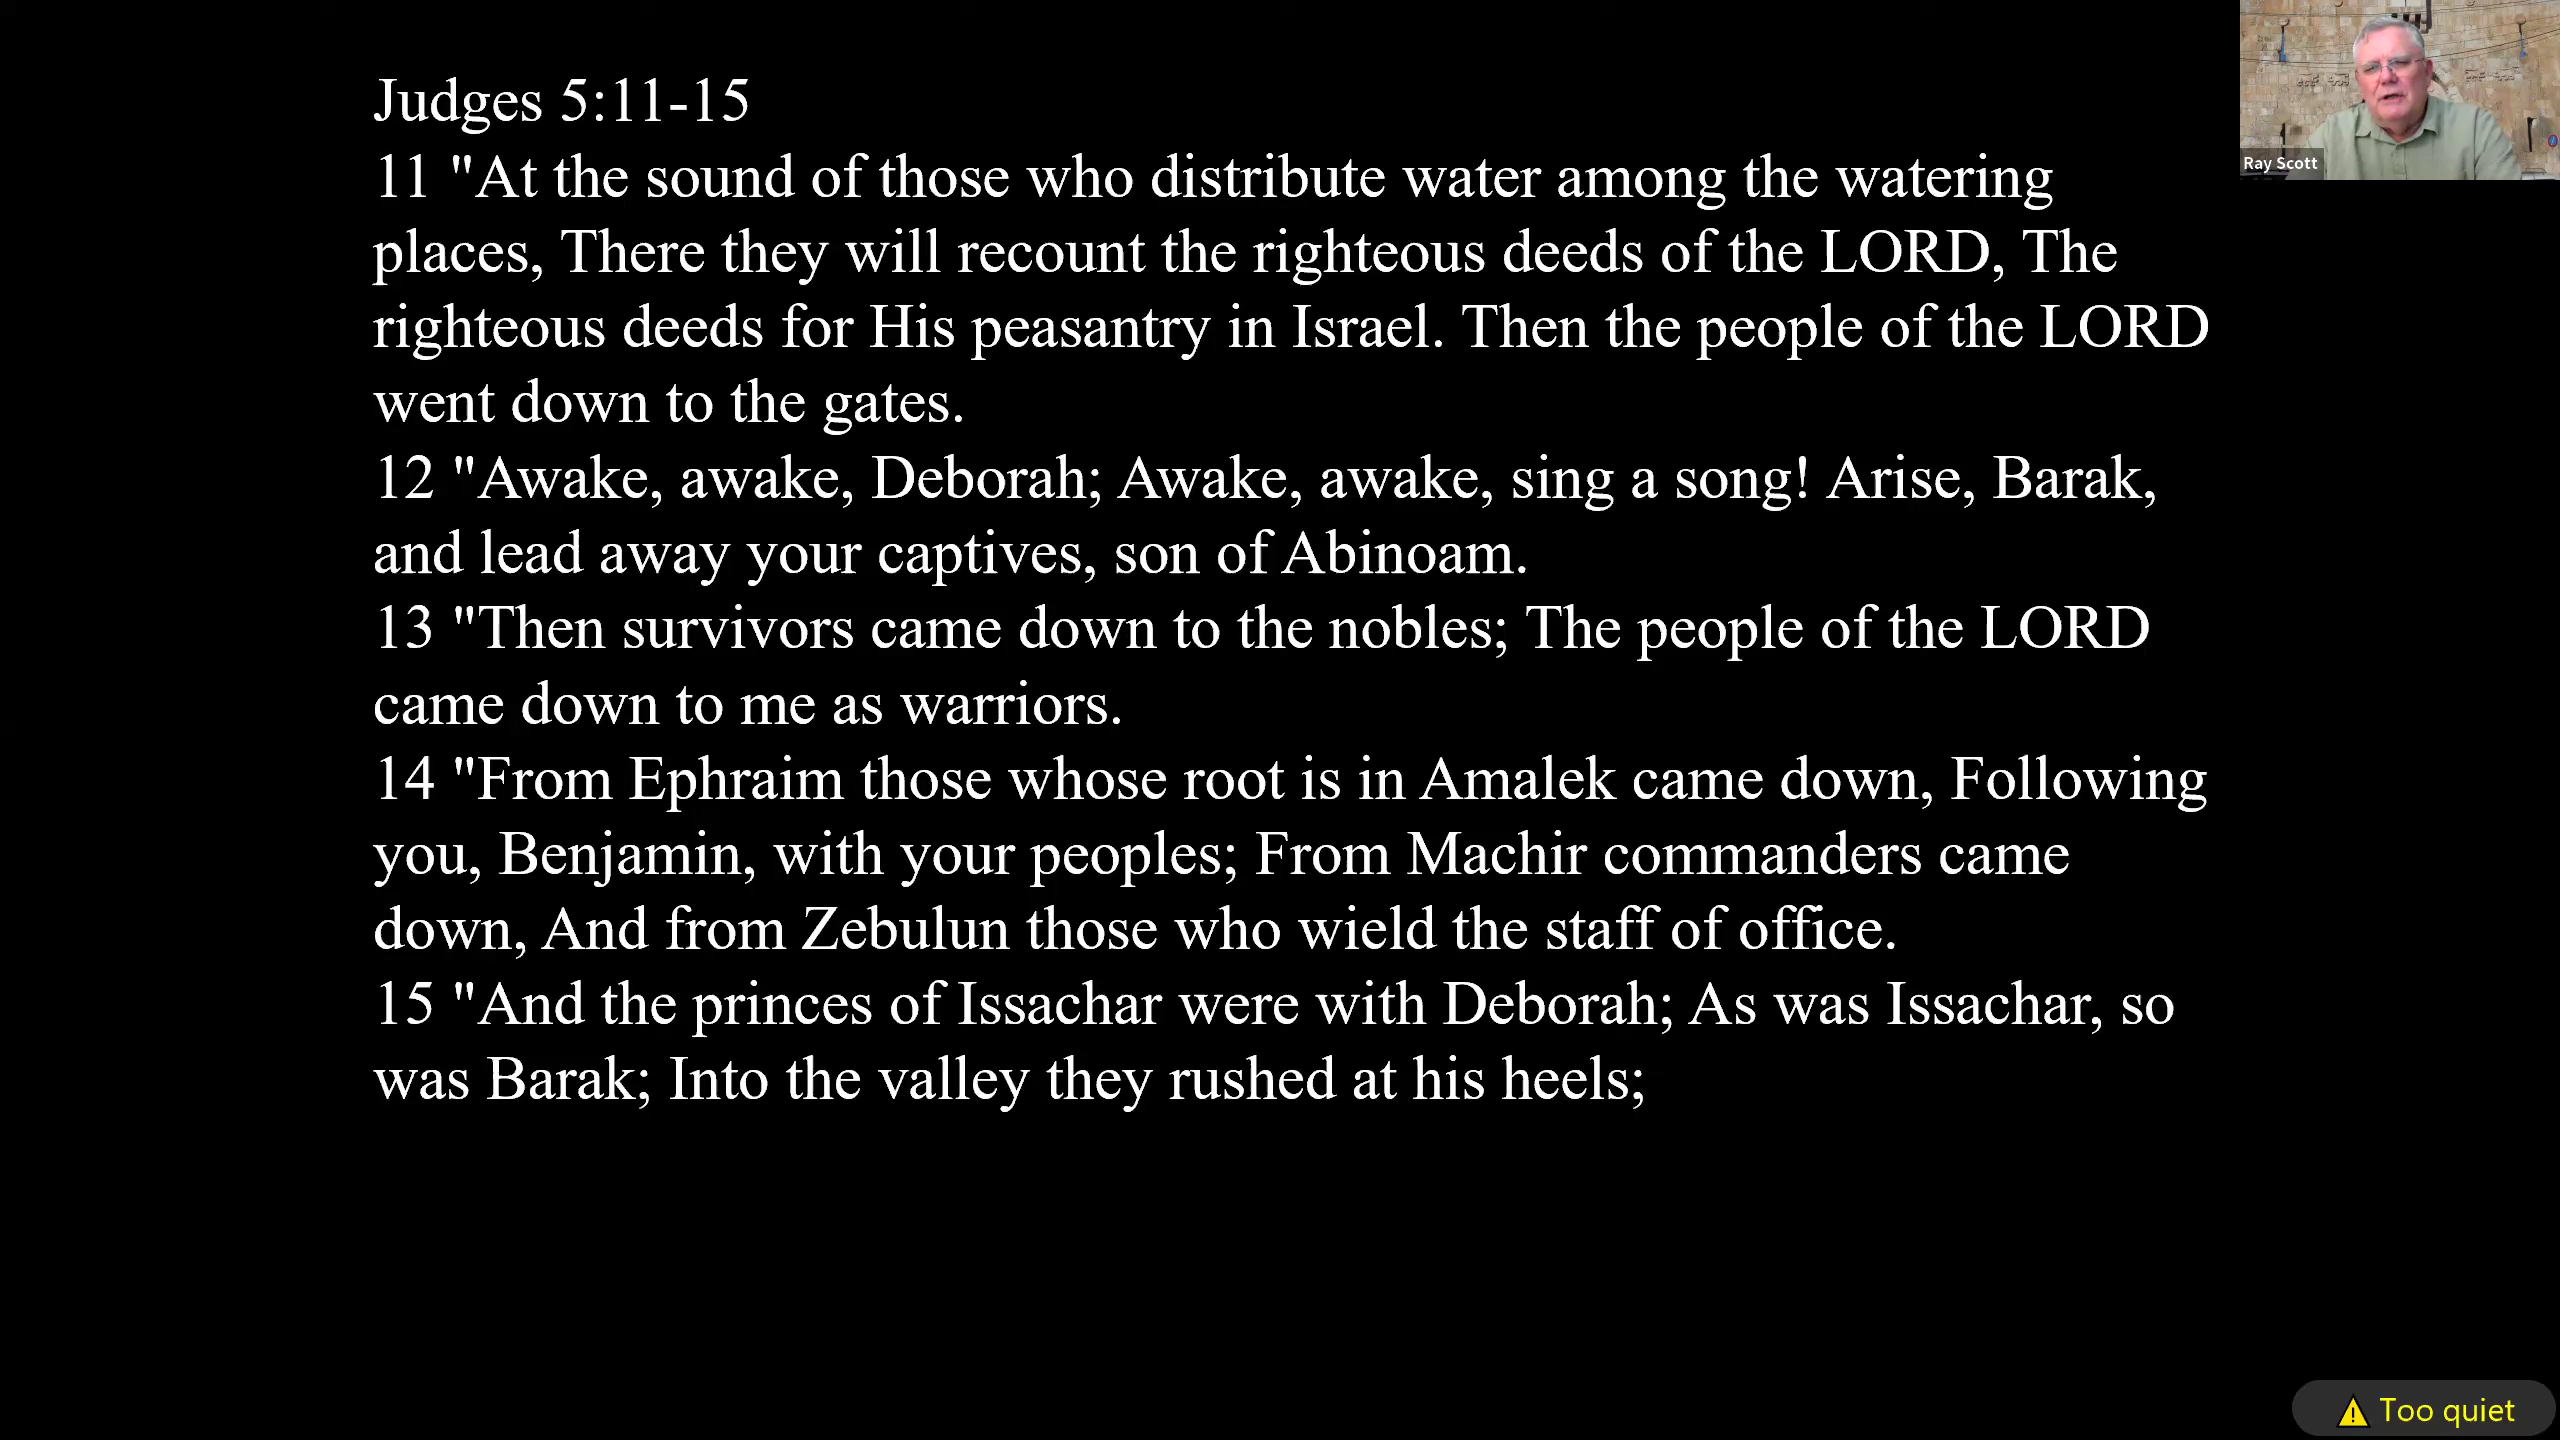 Judges 5:11-15
11 "At the sound of those who distribute water among the watering
places, There they will recount the righteous deeds of the LORD, The
righteous deeds for His peasantry in Israel. Then the people of the LORD
went down to the gates.
12 "Awake, awake, Deborah; Awake, awake, sing a song! Arise, Barak,
and lead away your captives, son of Abinoam.
13 "Then survivors came down to the nobles; The people of the LORD
came down to me as warriors.
14 "From Ephraim those whose root is in Amalek came down, Following
you, Benjamin, with your peoples; From Machir commanders came
down, And from Zebulun those who wield the staff of office.
15 "And the princes of Issachar were with Deborah; As was Issachar, so
was Barak; Into the valley they rushed at his heels;
Ray Scott
Too quiet